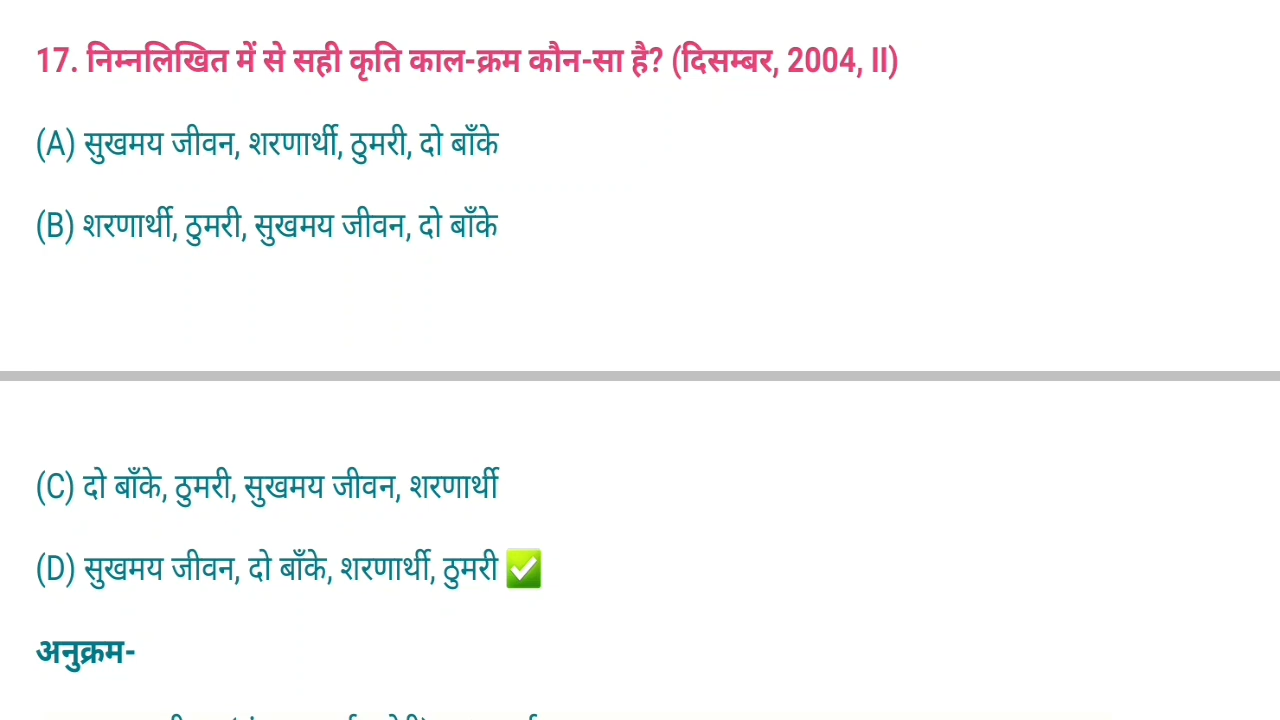 17. निम्नलिखित में से सही कृति काल-क्रम कौन-सा है? (दिसम्बर, 2004, II)
(A) सुखमय जीवन, शरणार्थी, ठुमरी, दो बाँके
(B) शरणार्थी, ठुमरी, सुखमय जीवन, दो बाँके
(C) दो बाँके, ठुमरी, सुखमय जीवन, शरणार्थी
(D) सुखमय जीवन, दो बाँके, शरणार्थी, ठुमरी ✅
अनुक्रम-